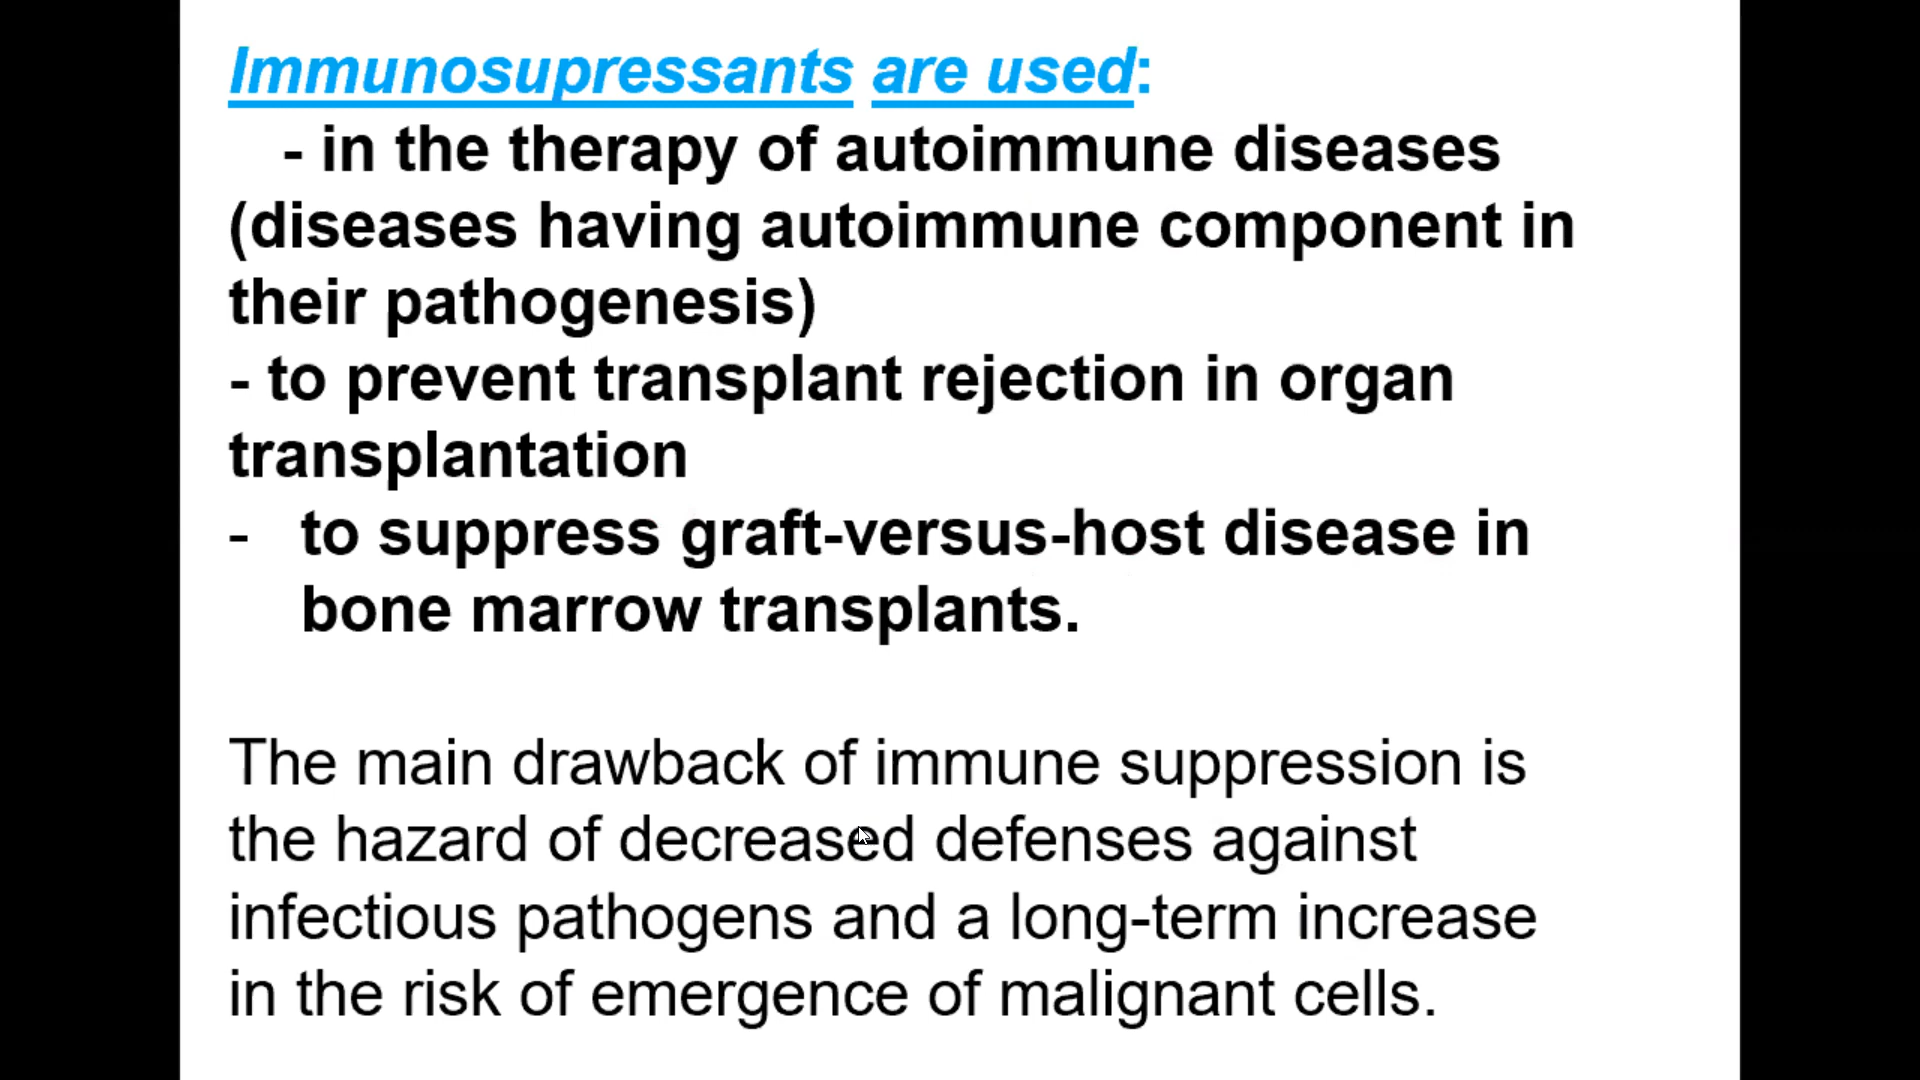 Immunosupressants are used:
- in the therapy of autoimmune diseases
(diseases having autoimmune component in
their pathogenesis)
- to prevent transplant rejection in organ
transplantation
- to suppress graft-versus-host disease in
bone marrow transplants.
The main drawback of immune suppression is
the hazard of decreased defenses against
infectious pathogens and a long-term increase
in the risk of emergence of malignant cells.